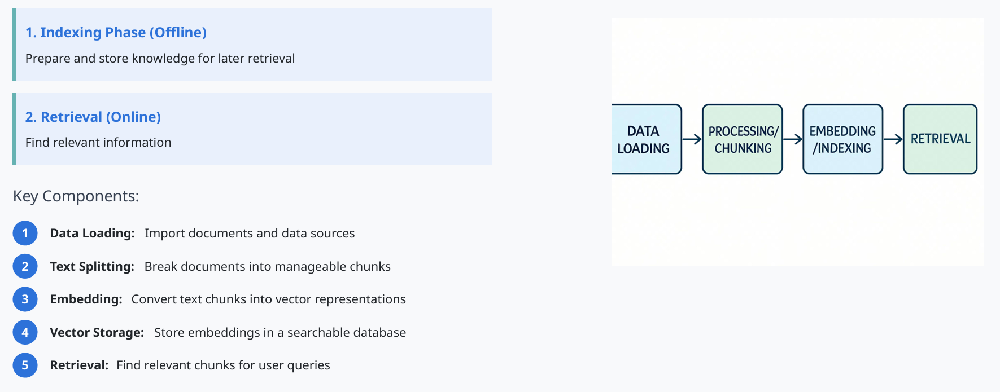 1. Indexing Phase (Offline)
Prepare and store knowledge for later retrieval
2. Retrieval (Online)
Find relevant information
Key Components:
1 Data Loading: Import documents and data sources
2 Text Splitting: Break documents into manageable chunks
3 Embedding: Convert text chunks into vector representations
4 Vector Storage: Store embeddings in a searchable database
5 Retrieval: Find relevant chunks for user queries
DATA
LOADING
PROCESSING/
CHUNKING
EMBEDDING
/INDEXING
RETRIEVAL